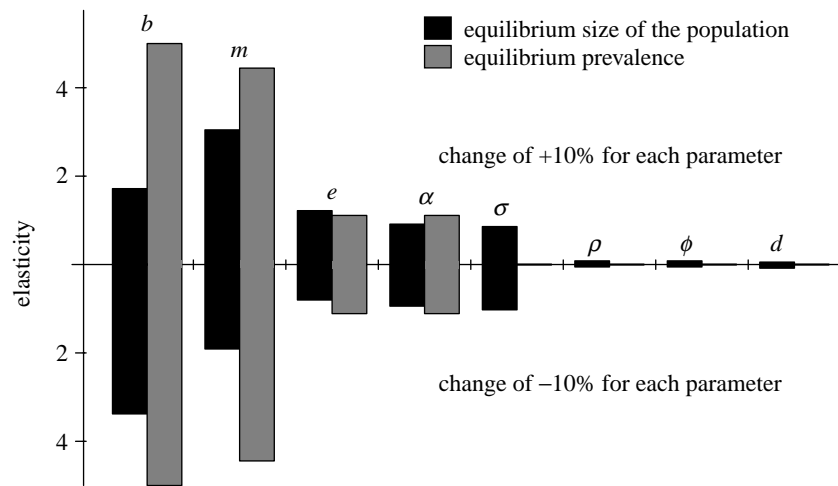 b
m
equilibrium size of the population
equilibrium prevalence
4
change of +10% for each parameter
2
e
α
σ
ρ
ϕ
d
elasticity
2
change of −10% for each parameter
4